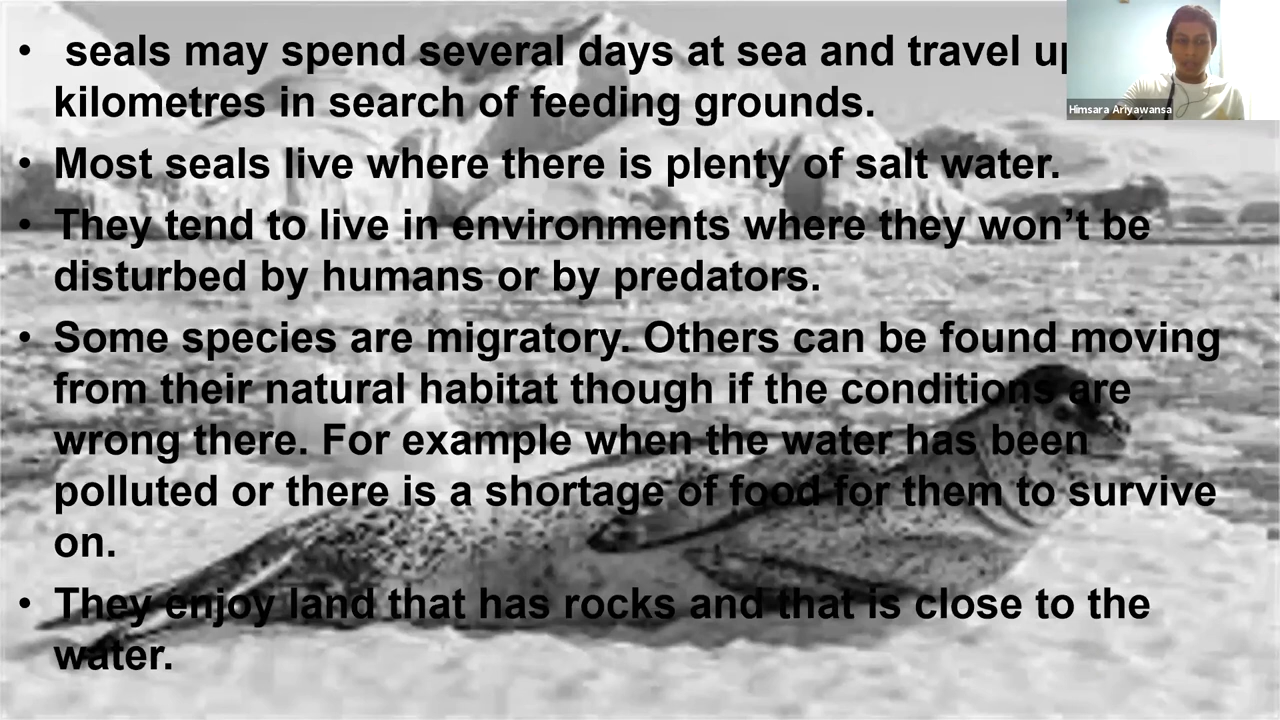 • seals may spend several days at sea and travel up
kilometres in search of feeding grounds.
• Most seals live where there is plenty of salt water.
• They tend to live in environments where they won’t be
disturbed by humans or by predators.
• Some species are migratory. Others can be found moving
from their natural habitat though if the conditions are
wrong there. For example when the water has been
polluted or there is a shortage of food for them to survive
on.
• They enjoy land that has rocks and that is close to the
water.
Himsara Ariyawansa